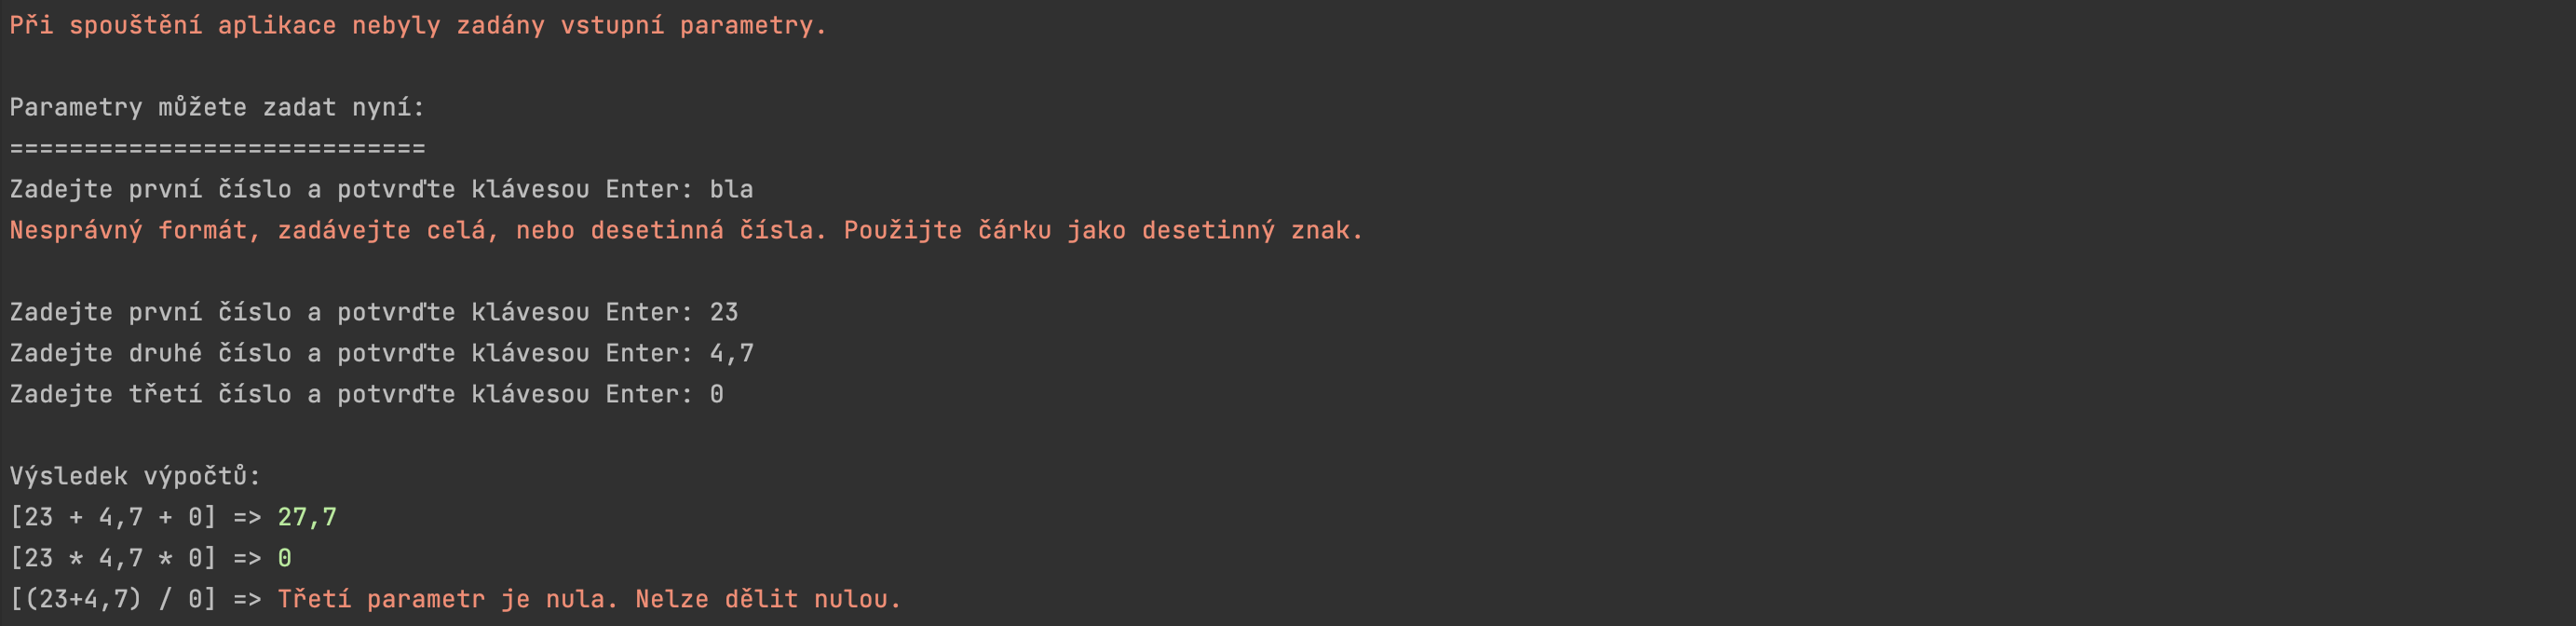 Při spouštění aplikace nebyly zadány vstupní parametry.
Parametry můžete zadat nyní:
============================
Zadejte první číslo a potvrďte klávesou Enter: bla
Nesprávný formát, zadávejte celá, nebo desetinná čísla. Použijte čárku jako desetinný znak.
Zadejte první číslo a potvrďte klávesou Enter: 23
Zadejte druhé číslo a potvrďte klávesou Enter: 4,7
Zadejte třetí číslo a potvrďte klávesou Enter: 0
Výsledek výpočtů:
[23 + 4,7 + 0] => 27,7
[23 * 4,7 * 0] => 0
[(23+4,7) / 0] => Třetí parametr je nula. Nelze dělit nulou.